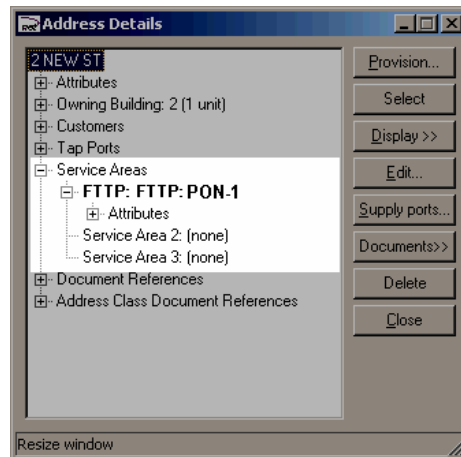 Address Details
2 NEW ST
Attributes
Owning Building: 2 (1 unit)
Customers
Tap Ports
Service Areas
FTTP: FTTP: PON-1
Attributes
Service Area 2: (none)
Service Area 3: (none)
Document References
Address Class Document References
Provision...
Select
Display >>
Edit...
Supply ports...
Documents>>
Delete
Close
Resize window